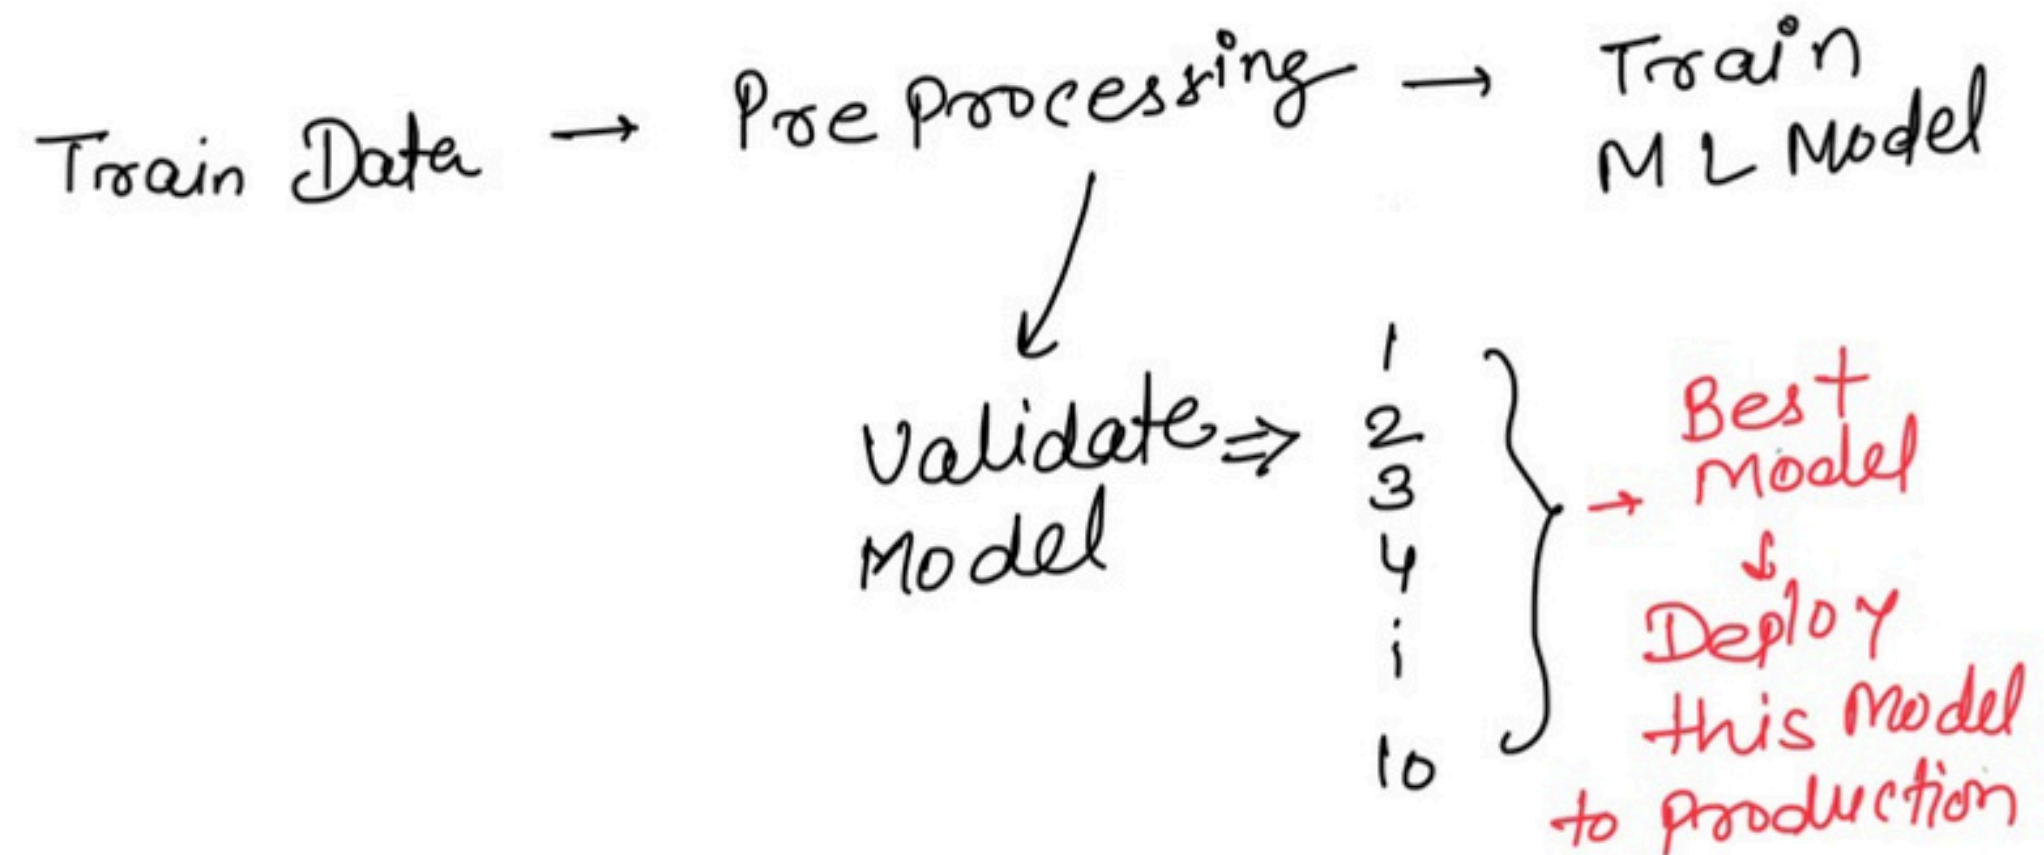 Train Data → Pre processing → Train
ML Model
Validate ⇒
Model
1
2
3
4
i
10
→ Best
Model
↓
Deploy
this Model
to production